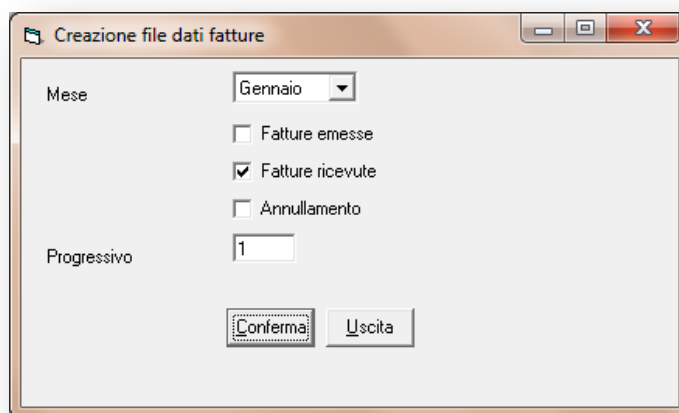 Creazione file dati fatture
Mese
Gennaio
Fatture emesse
Fatture ricevute
Annullamento
Progressivo
1
Conferma
Uscita